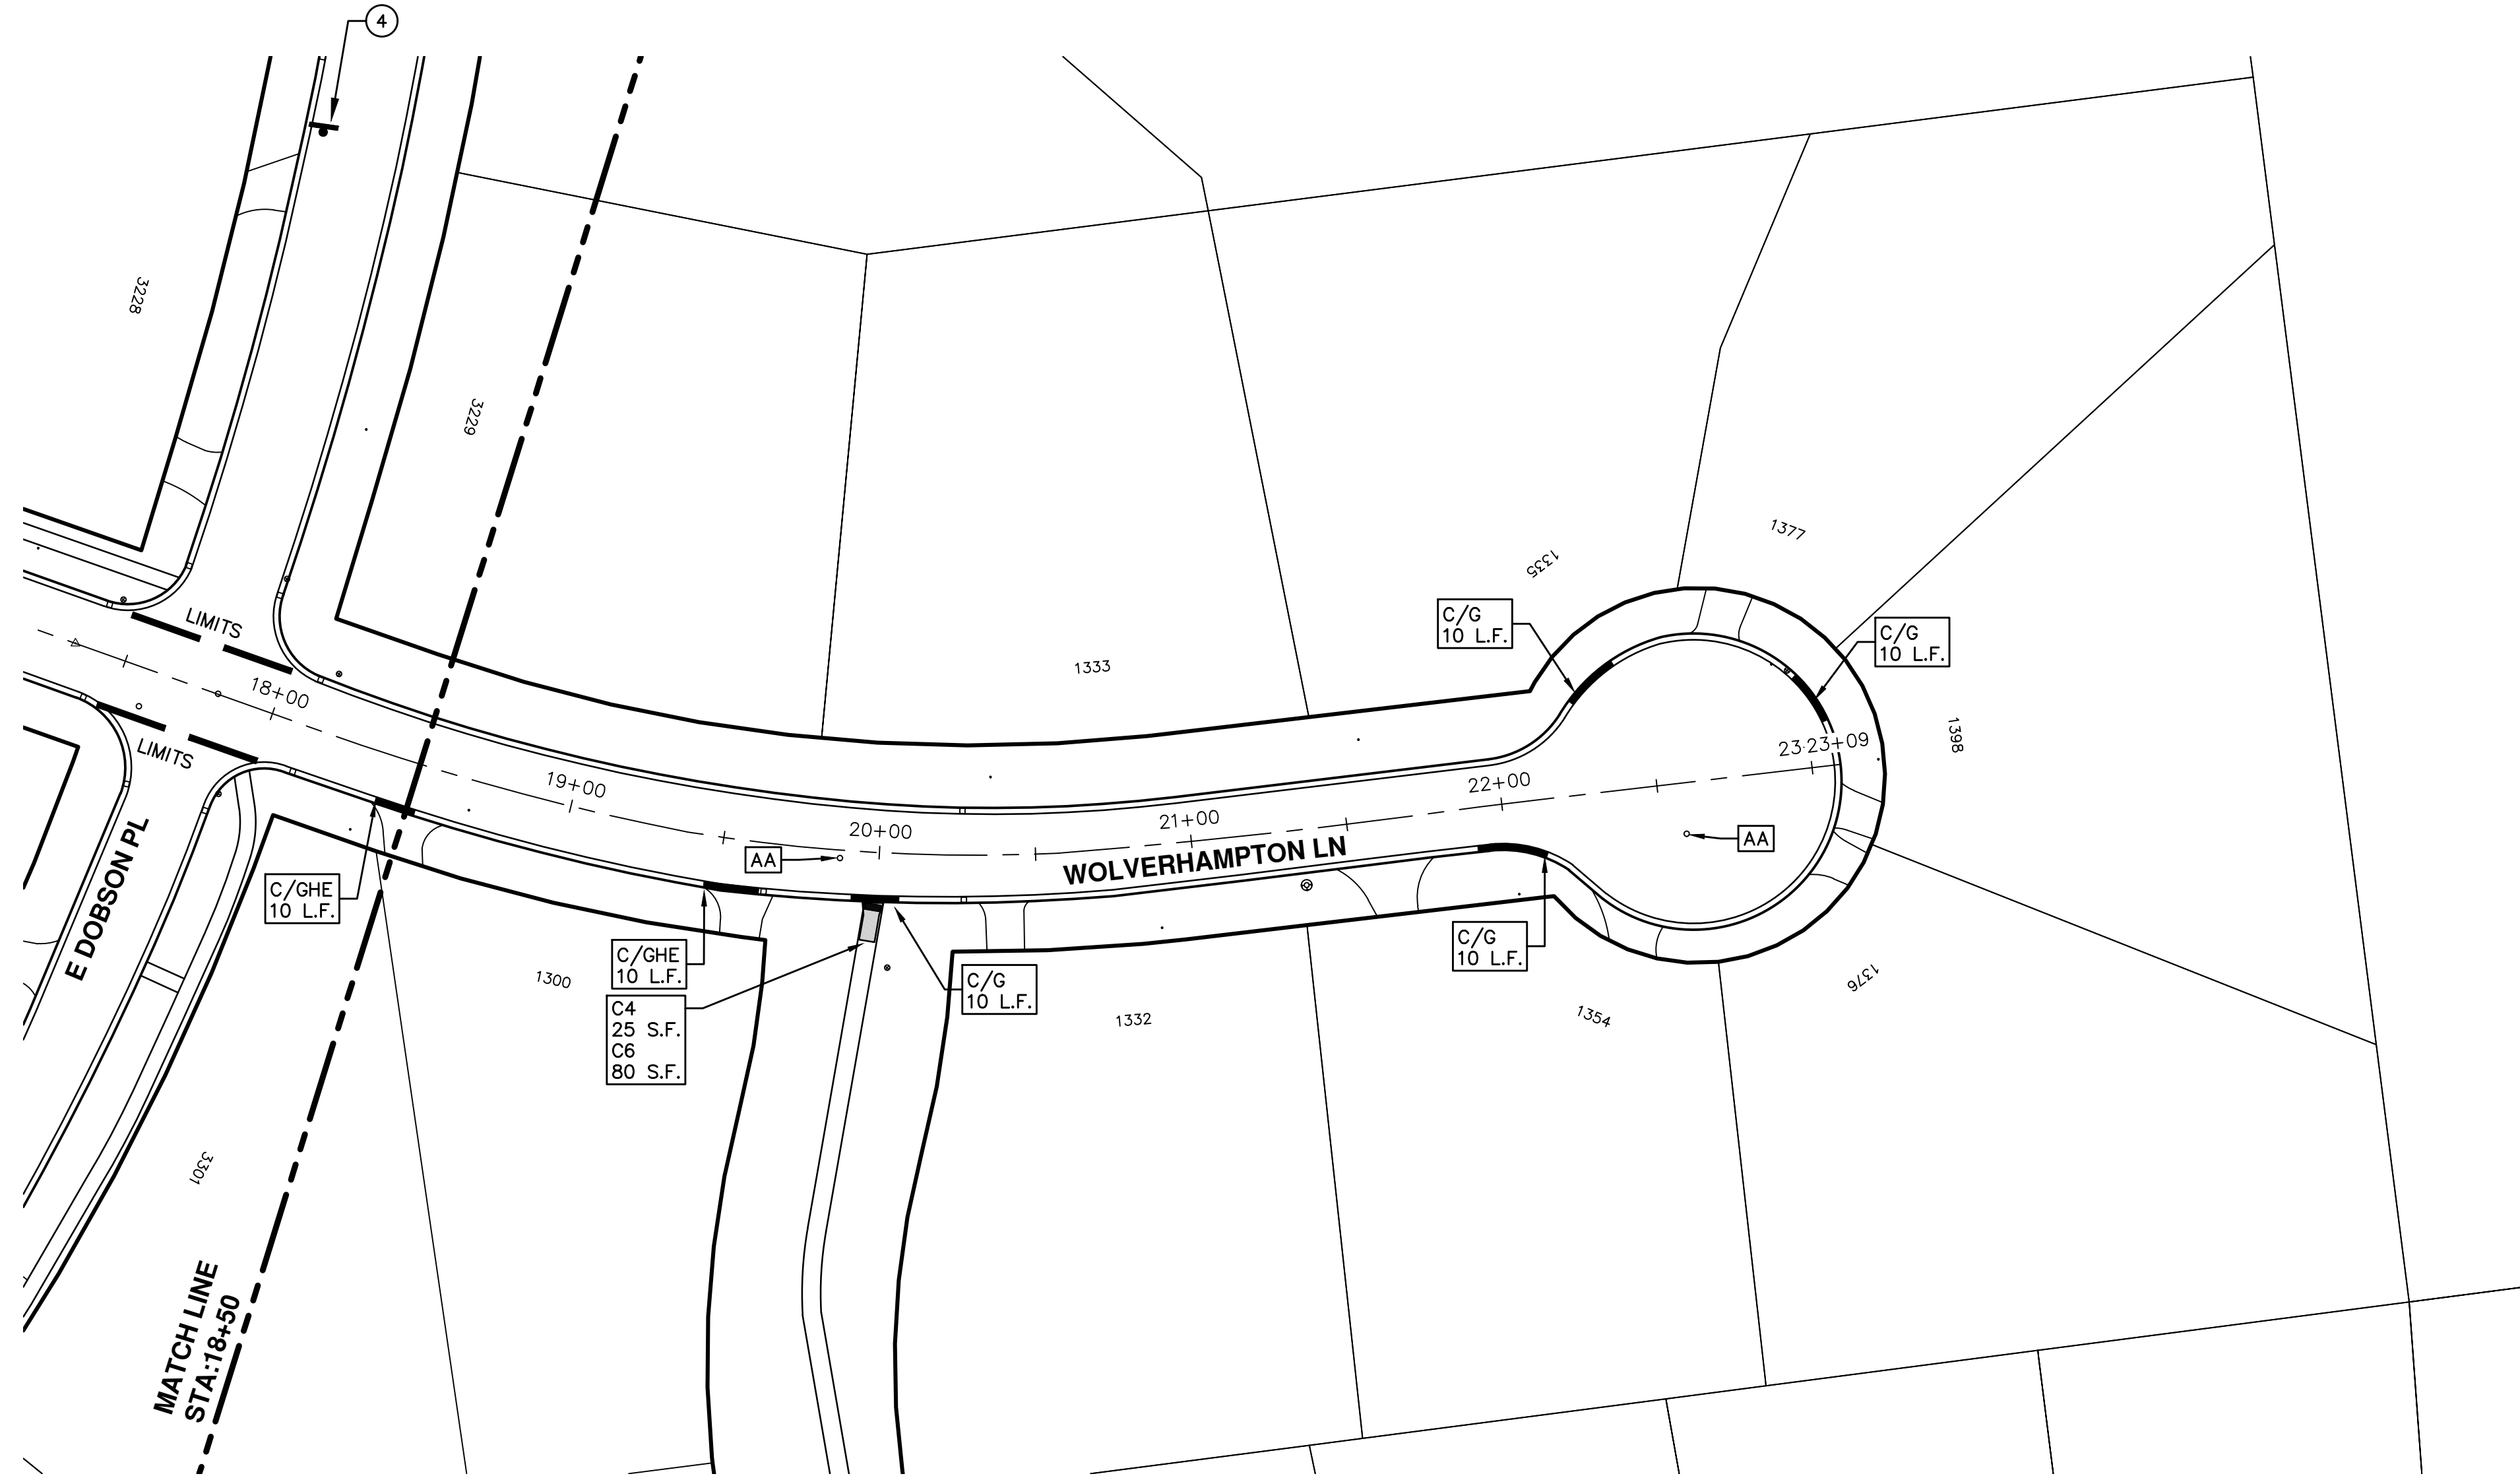 4
3228
3229
LIMITS
18+00
LIMITS
E DOBSON PL
19+00
1333
1335
1377
C/G
10 L.F.
C/G
10 L.F.
1398
23 23+09
22+00
21+00
20+00
AA
AA
WOLVERHAMPTON LN
C/GHE
10 L.F.
C/GHE
10 L.F.
C4
25 S.F.
C6
80 S.F.
C/G
10 L.F.
C/G
10 L.F.
1300
1332
1354
1376
3301
MATCH LINE
STA:18+50